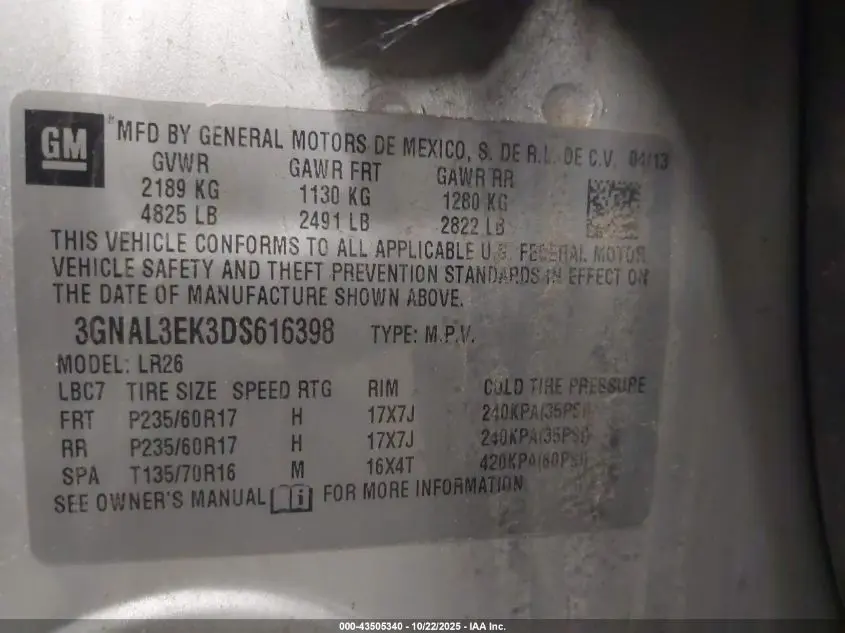 GM
MFD BY GENERAL MOTORS DE MEXICO, S. DE R.L. DE C.V. 04/13
GVWR GAWR FRT GAWR RR
2189 KG 1130 KG 1280 KG
4825 LB 2491 LB 2822 LB
THIS VEHICLE CONFORMS TO ALL APPLICABLE U.S. FEDERAL MOTOR
VEHICLE SAFETY AND THEFT PREVENTION STANDARDS IN EFFECT ON
THE DATE OF MANUFACTURE SHOWN ABOVE.
3GNAL3EK3DS616398 TYPE: M.P.V.
MODEL: LR26
LBC7 TIRE SIZE SPEED RTG RIM COLD TIRE PRESSURE
FRT P235/60R17 H 17X7J 240KPA(35PSI)
RR P235/60R17 H 17X7J 240KPA(35PSI)
SPA T135/70R16 M 16X4T 420KPA(60PSI)
SEE OWNER'S MANUAL FOR MORE INFORMATION
000-43505340 - 10/22/2025 - IAA Inc.